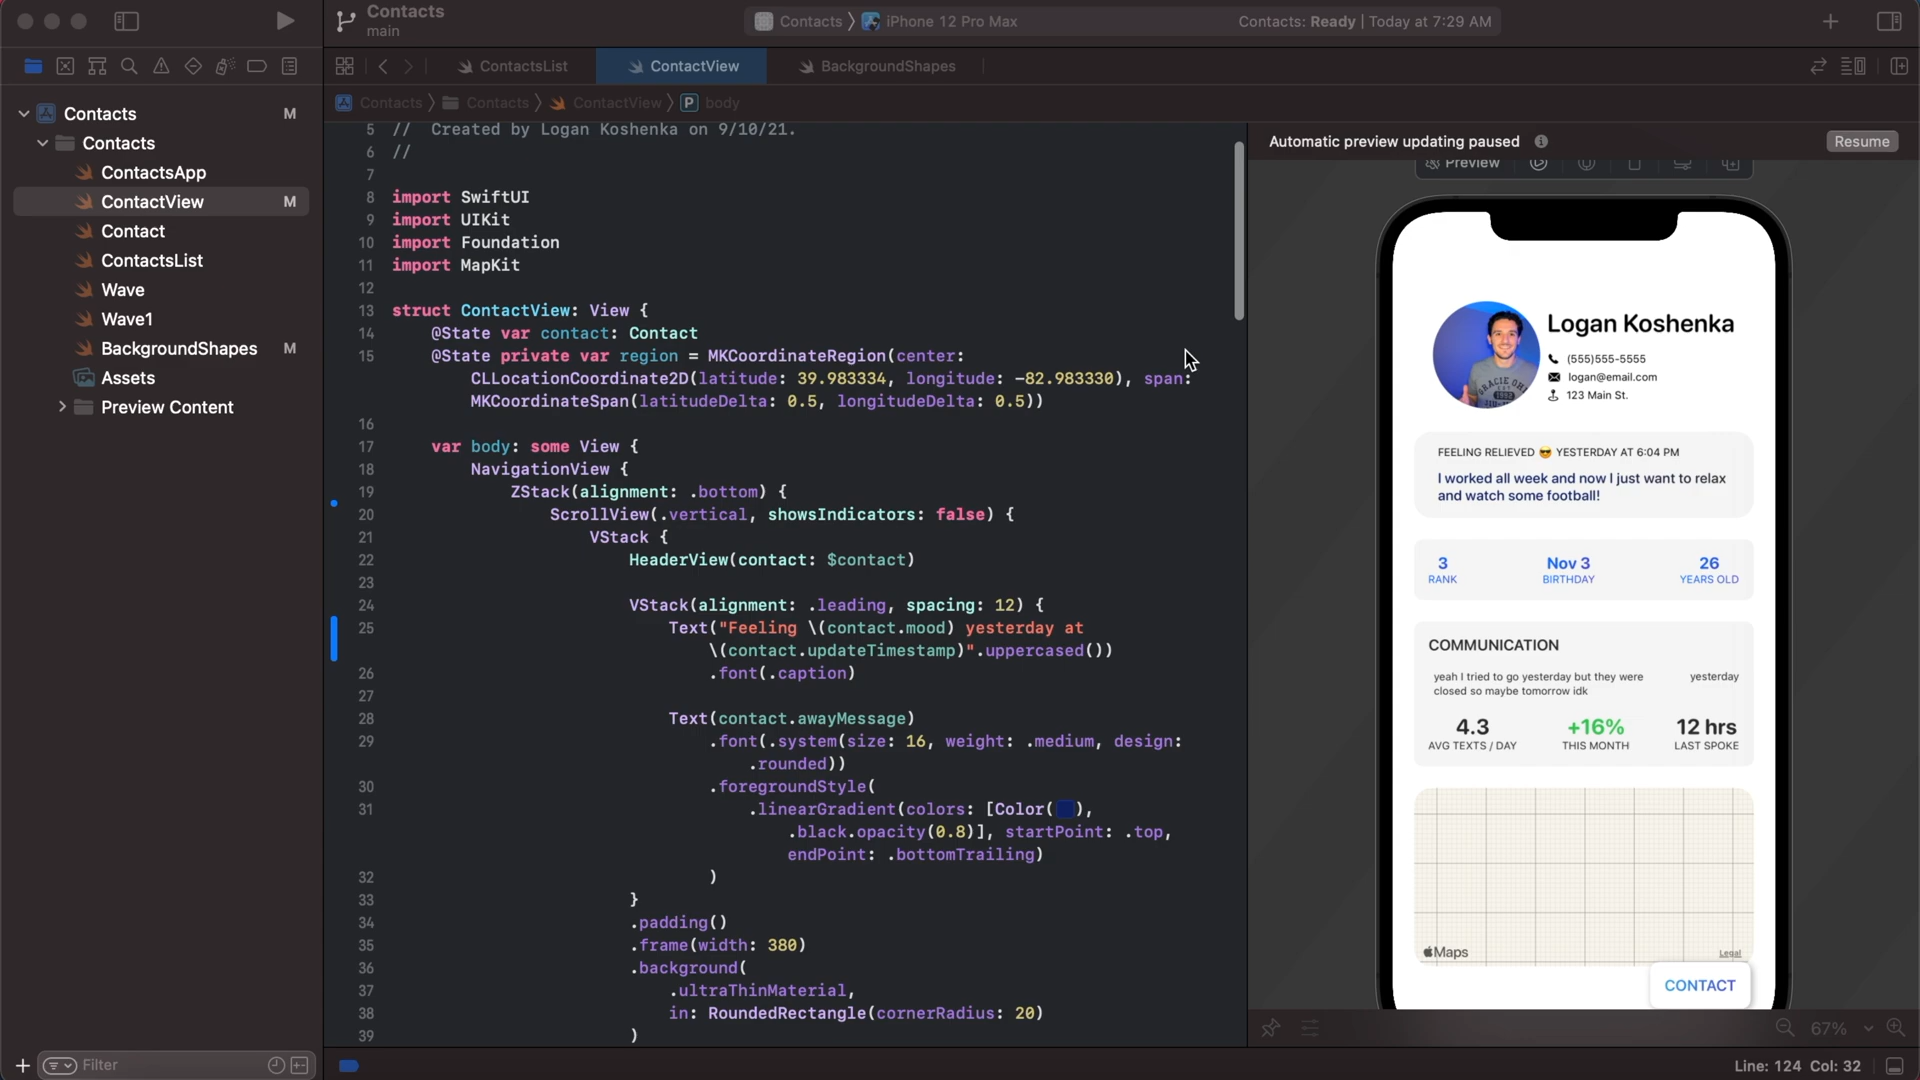 Contacts
main
Contacts
iPhone 12 Pro Max
Contacts: Ready | Today at 7:29 AM
ContactsList
ContactView
BackgroundShapes
Contacts
Contacts
ContactView
P body
Contacts M
Contacts
ContactsApp
ContactView M
Contact
ContactsList
Wave
Wave1
BackgroundShapes M
Assets
Preview Content
Filter
5 // Created by Logan Koshenka on 9/10/21.
6 //
7
8 import SwiftUI
9 import UIKit
10 import Foundation
11 import MapKit
12
13 struct ContactView: View {
14 @State var contact: Contact
15 @State private var region = MKCoordinateRegion(center:
CLLocationCoordinate2D(latitude: 39.983334, longitude: -82.983330), span:
MKCoordinateSpan(latitudeDelta: 0.5, longitudeDelta: 0.5))
16
17 var body: some View {
18 NavigationView {
19 ZStack(alignment: .bottom) {
20 ScrollView(.vertical, showsIndicators: false) {
21 VStack {
22 HeaderView(contact: $contact)
23
24 VStack(alignment: .leading, spacing: 12) {
25 Text("Feeling \(contact.mood) yesterday at
\(contact.updateTimestamp)".uppercased())
26 .font(.caption)
27
28 Text(contact.awayMessage)
29 .font(.system(size: 16, weight: .medium, design:
.rounded))
30 .foregroundStyle(
31 .linearGradient(colors: [Color( ),
.black.opacity(0.8)], startPoint: .top,
endPoint: .bottomTrailing)
32 )
33 }
34 .padding()
35 .frame(width: 380)
36 .background(
37 .ultraThinMaterial,
38 in: RoundedRectangle(cornerRadius: 20)
39 )
Automatic preview updating paused
Resume
Preview
Logan Koshenka
(555)555-5555
logan@email.com
123 Main St.
FEELING RELIEVED 😎 YESTERDAY AT 6:04 PM
I worked all week and now I just want to relax
and watch some football!
3 Nov 3 26
RANK BIRTHDAY YEARS OLD
COMMUNICATION
yeah I tried to go yesterday but they were yesterday
closed so maybe tomorrow idk
4.3 +16% 12 hrs
AVG TEXTS / DAY THIS MONTH LAST SPOKE
Maps
Legal
CONTACT
67%
Line: 124 Col: 32